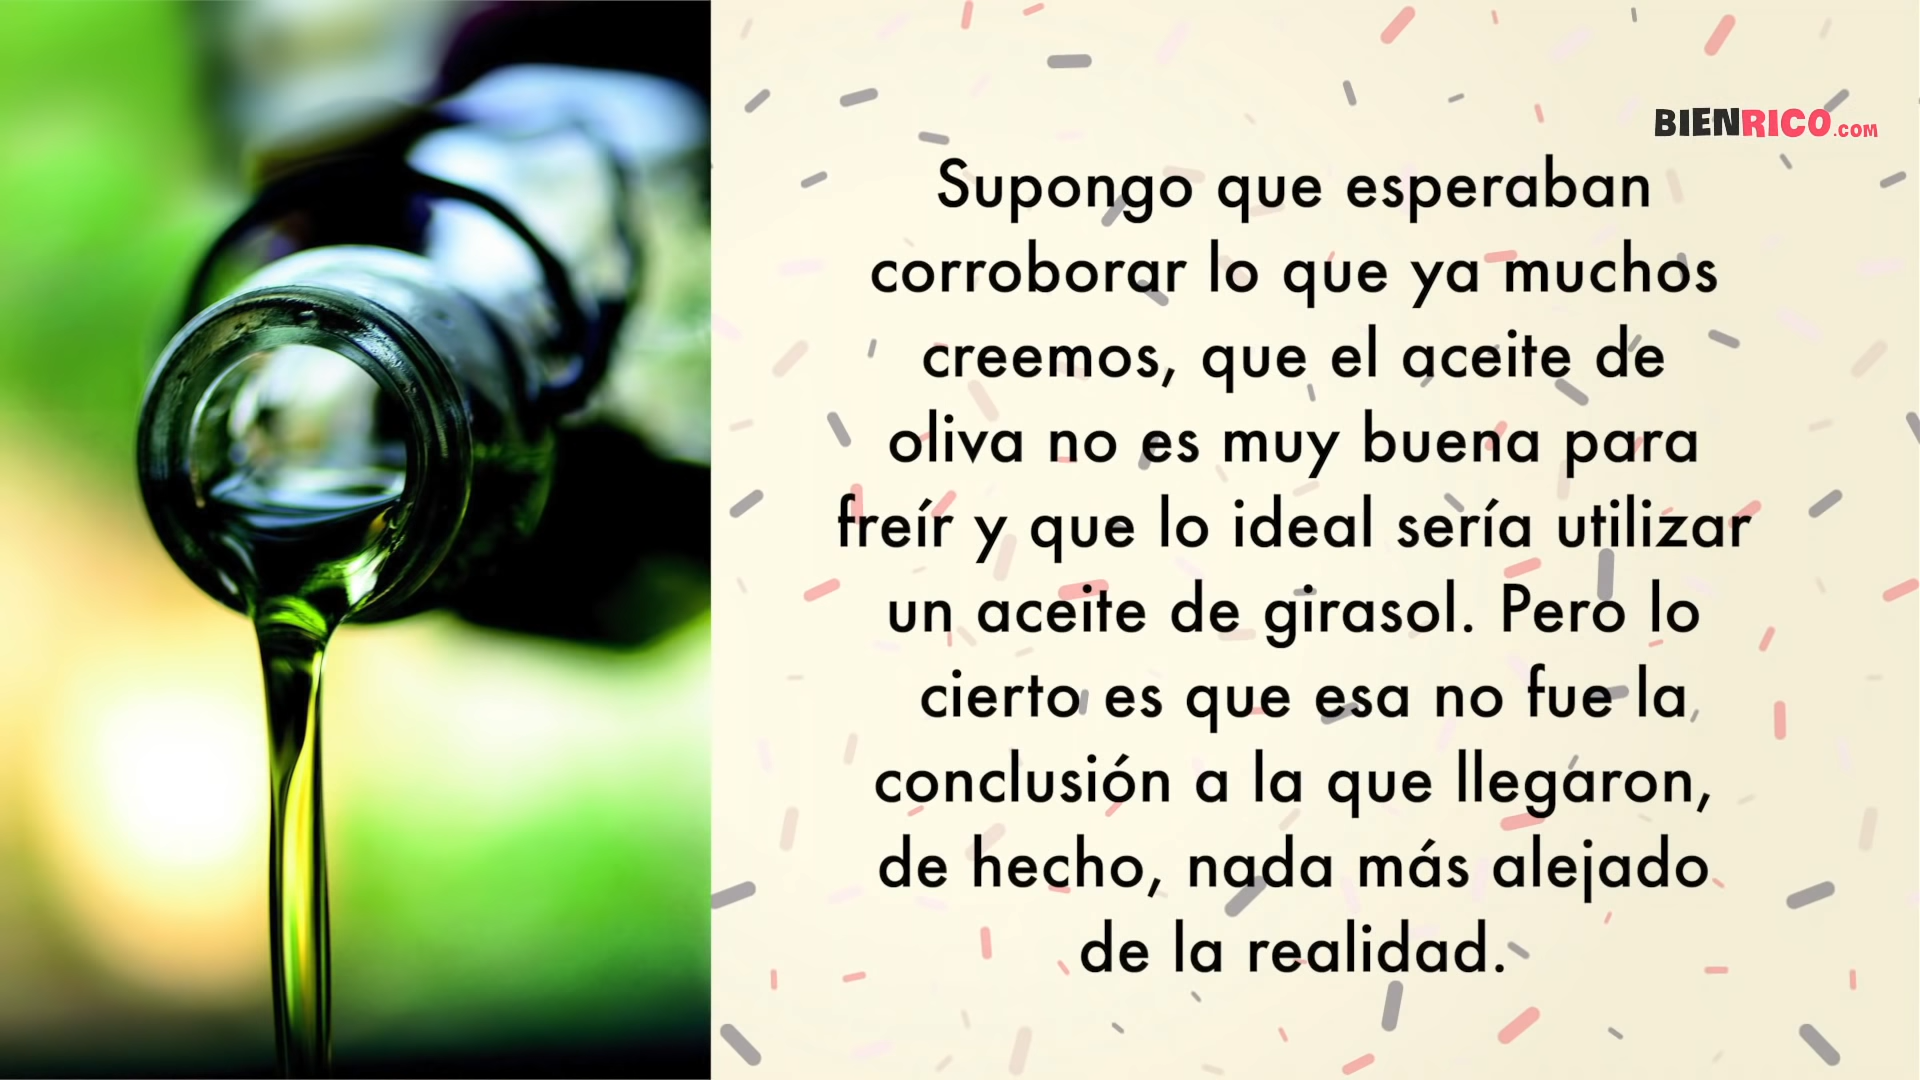 BIENRICO.COM
Supongo que esperaban
corroborar lo que ya muchos
creemos, que el aceite de
oliva no es muy buena para
freír y que lo ideal sería utilizar
un aceite de girasol. Pero lo
cierto es que esa no fue la
conclusión a la que llegaron,
de hecho, nada más alejado
de la realidad.